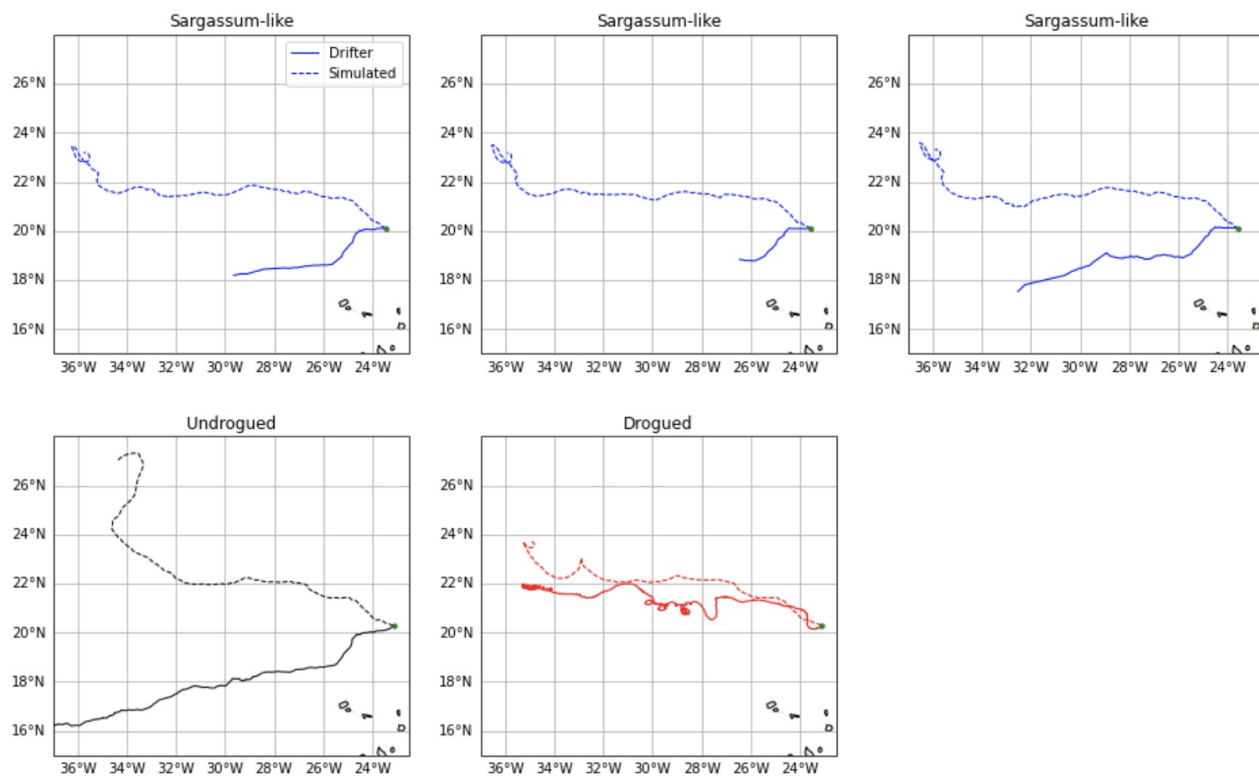 Sargassum-like Sargassum-like Sargassum-like
Drifter
Simulated
26°N 26°N 26°N
24°N 24°N 24°N
22°N 22°N 22°N
20°N 20°N 20°N
18°N 18°N 18°N
16°N 16°N 16°N
36°W 34°W 32°W 30°W 28°W 26°W 24°W 36°W 34°W 32°W 30°W 28°W 26°W 24°W 36°W 34°W 32°W 30°W 28°W 26°W 24°W
Undrogued Drogued
26°N 26°N
24°N 24°N
22°N 22°N
20°N 20°N
18°N 18°N
16°N 16°N
36°W 34°W 32°W 30°W 28°W 26°W 24°W 36°W 34°W 32°W 30°W 28°W 26°W 24°W